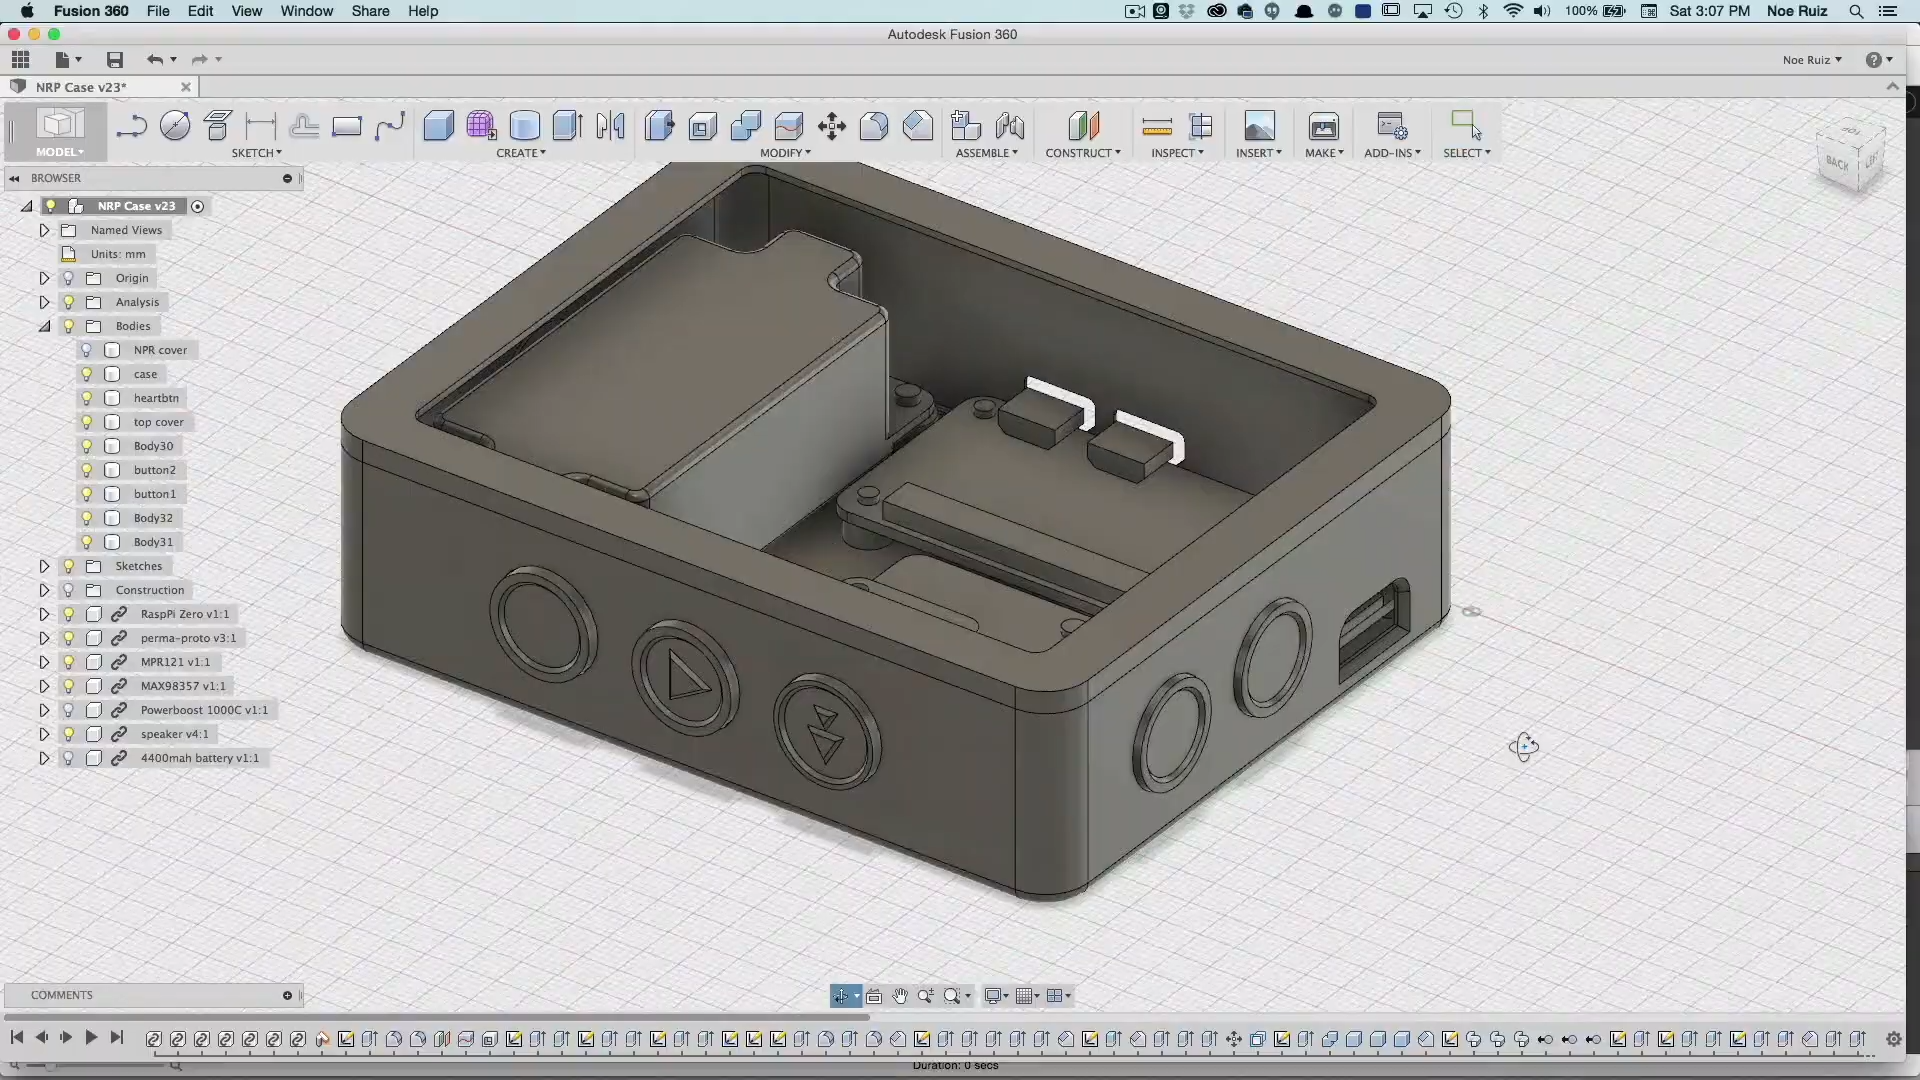 Fusion 360 File Edit View Window Share Help 100% Sat 3:07 PM Noe Ruiz
Autodesk Fusion 360
Noe Ruiz
NRP Case v23*
MODEL SKETCH CREATE MODIFY ASSEMBLE CONSTRUCT INSPECT INSERT MAKE ADD-INS SELECT
BACK
BROWSER
NRP Case v23
Named Views
Units: mm
Origin
Analysis
Bodies
NPR cover
case
heartbtn
top cover
Body30
button2
button1
Body32
Body31
Sketches
Construction
RaspPi Zero v1:1
perma-proto v3:1
MPR121 v1:1
MAX98357 v1:1
Powerboost 1000C v1:1
speaker v4:1
4400mah battery v1:1
COMMENTS
Duration: 0 secs